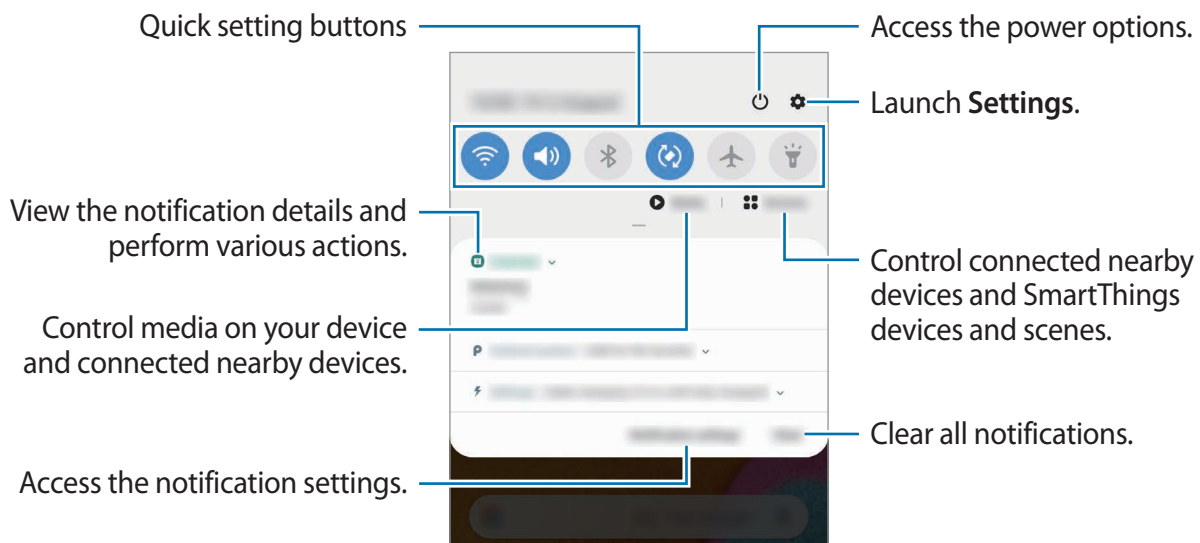 Quick setting buttons
Access the power options.
Launch Settings.
View the notification details and
perform various actions.
Control connected nearby
devices and SmartThings
devices and scenes.
Control media on your device
and connected nearby devices.
Clear all notifications.
Access the notification settings.